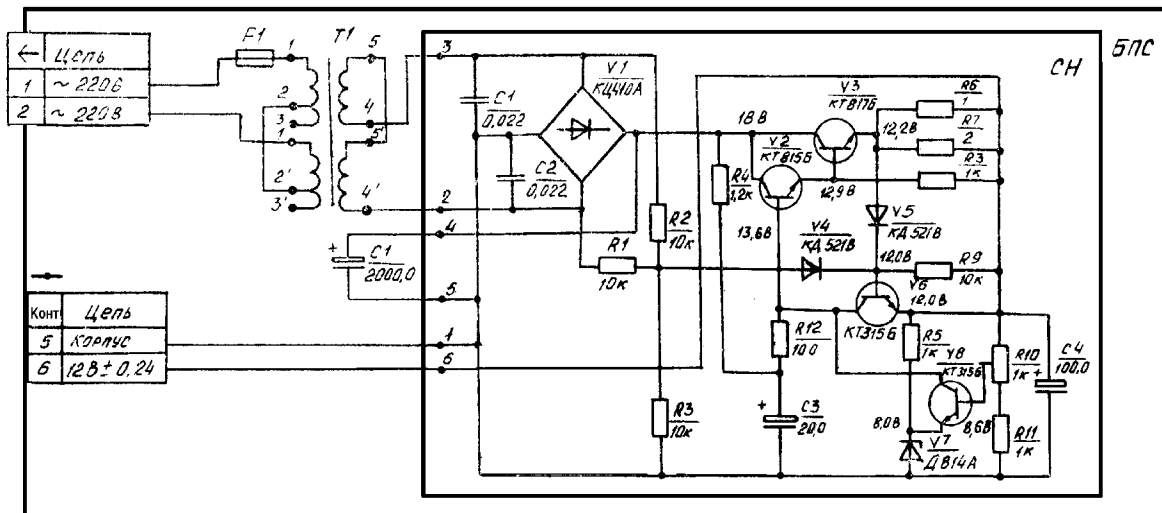 БПС
СН
←
Цепь
1
~ 220В
2
~ 220В
F1
T1
1
2
3
1
2'
3'
5
4
5'
4'
3
C1
0,022
C2
0,022
V1
КЦ410А
2
4
+
C1
2000,0
5
4
6
Конт
Цепь
5
Корпус
6
12В ± 0,24
R1
10к
R2
10к
R3
10к
R4
1,2к
18В
V2
КТ815Б
V3
КТ817Б
12,2В
12,9В
13,6В
R6
1
R7
2
R3
1к
V5
КД521В
V4
КД521В
12,0В
R9
10к
V6
12,0В
КТ315Б
R12
100
+
C3
20,0
R5
1к
V8
КТ315Б
8,0В
8,6В
V7
Д814А
R10
1к
R11
1к
+
C4
100,0